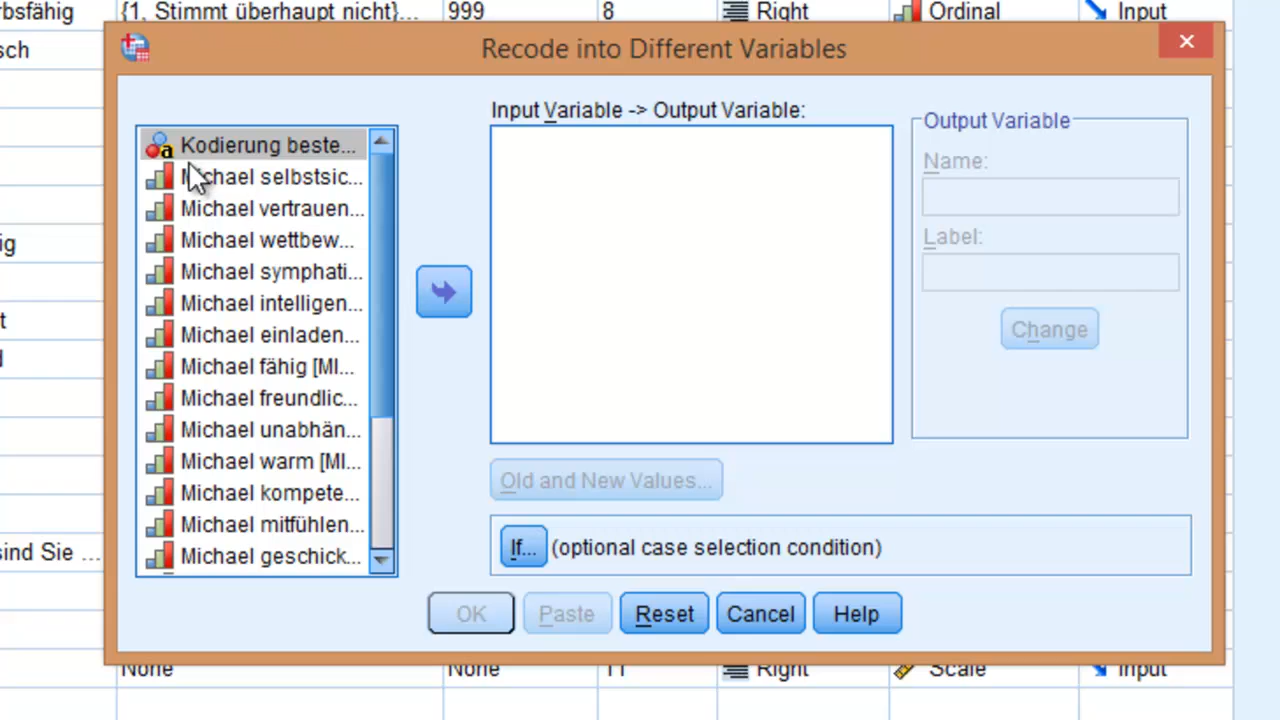 rbsfähig {1, Stimmt überhaupt nicht}... 999 8 Right Ordinal Input
sch
Recode into Different Variables
Input Variable -> Output Variable:
Kodierung beste...
Michael selbstsic...
Michael vertrauen...
Michael wettbew...
Michael symphati...
Michael intelligen...
Michael einladen...
Michael fähig [MI...
Michael freundlic...
Michael unabhän...
Michael warm [MI...
Michael kompete...
Michael mitfühlen...
Michael geschick...
Output Variable
Name:
Label:
Change
Old and New Values...
If... (optional case selection condition)
OK Paste Reset Cancel Help
ig
t
d
sind Sie ...
None None 11 Right Scale Input